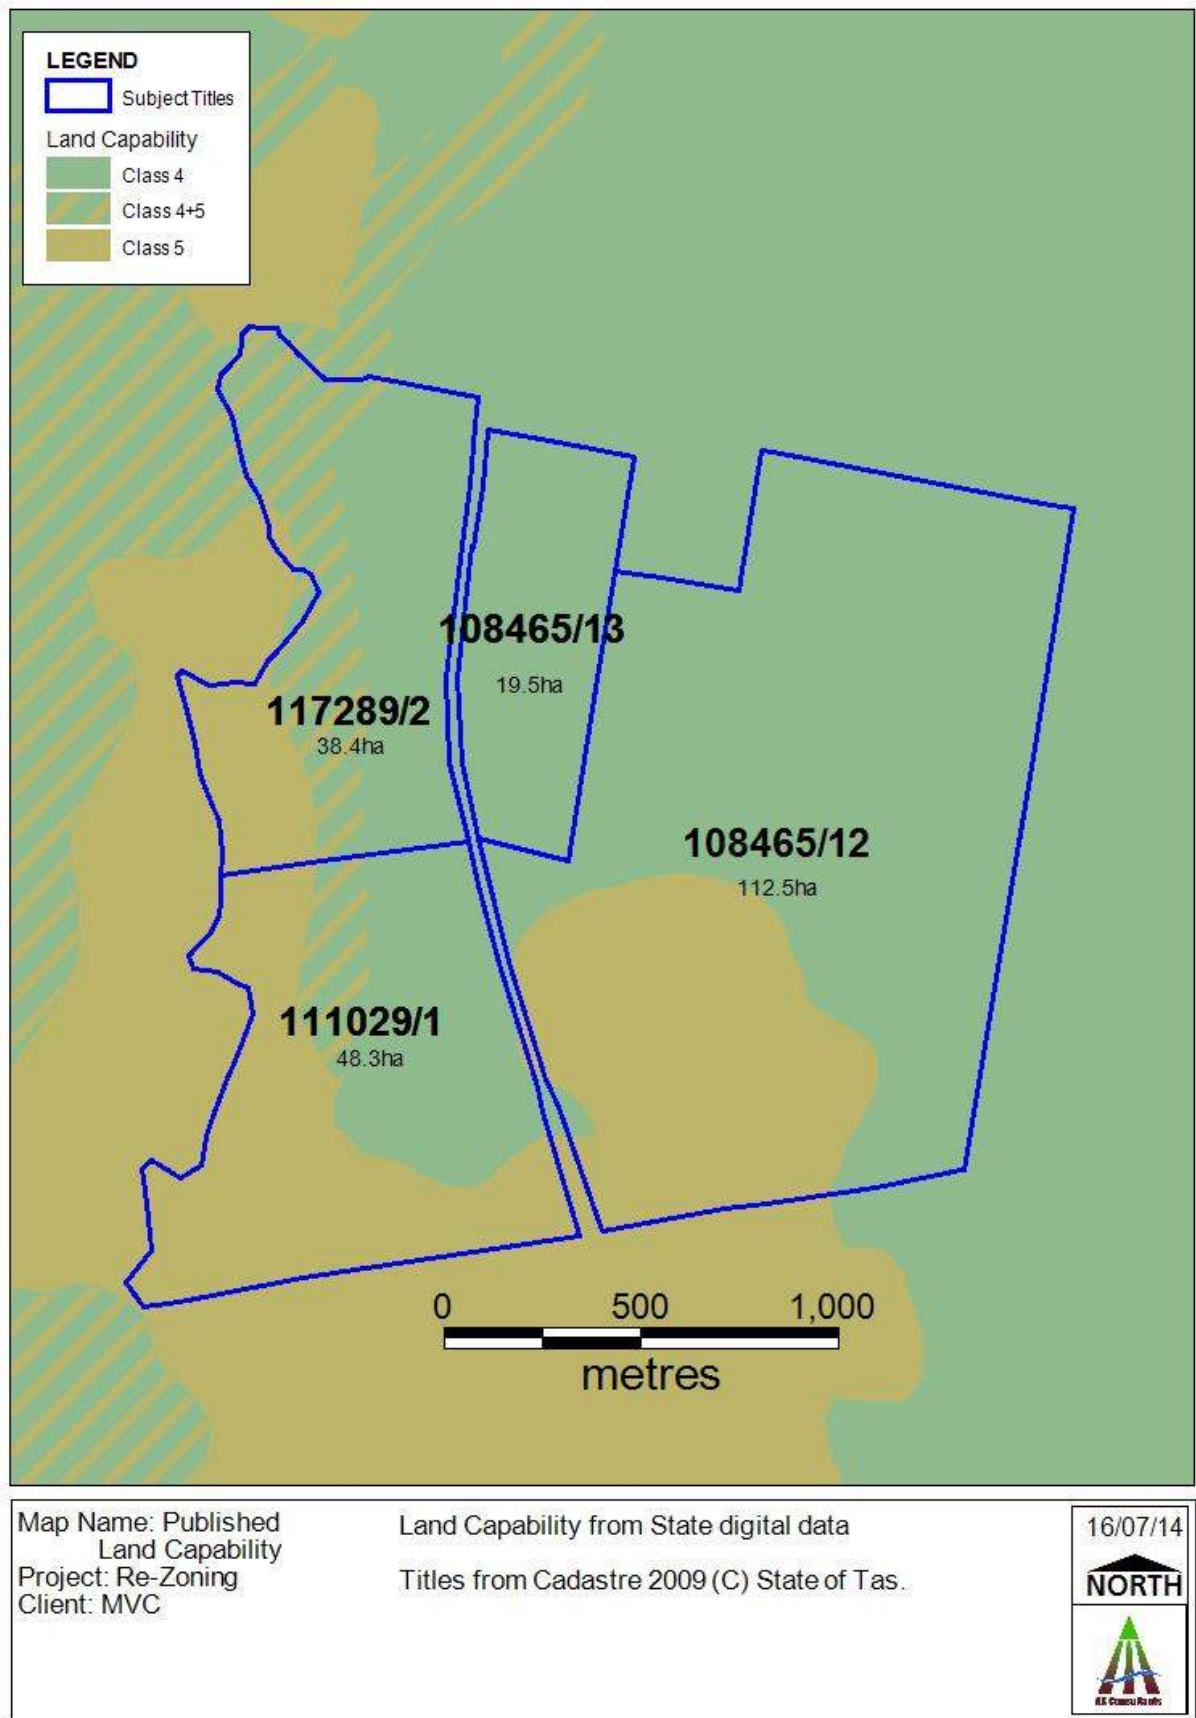 LEGEND
Subject Titles
Land Capability
Class 4
Class 4+5
Class 5
108465/13
19.5ha
117289/2
38.4ha
108465/12
112.5ha
111029/1
48.3ha
0 500 1,000
metres
Map Name: Published
Land Capability
Project: Re-Zoning
Client: MVC
Land Capability from State digital data
Titles from Cadastre 2009 (C) State of Tas.
16/07/14
NORTH
AK Consultants